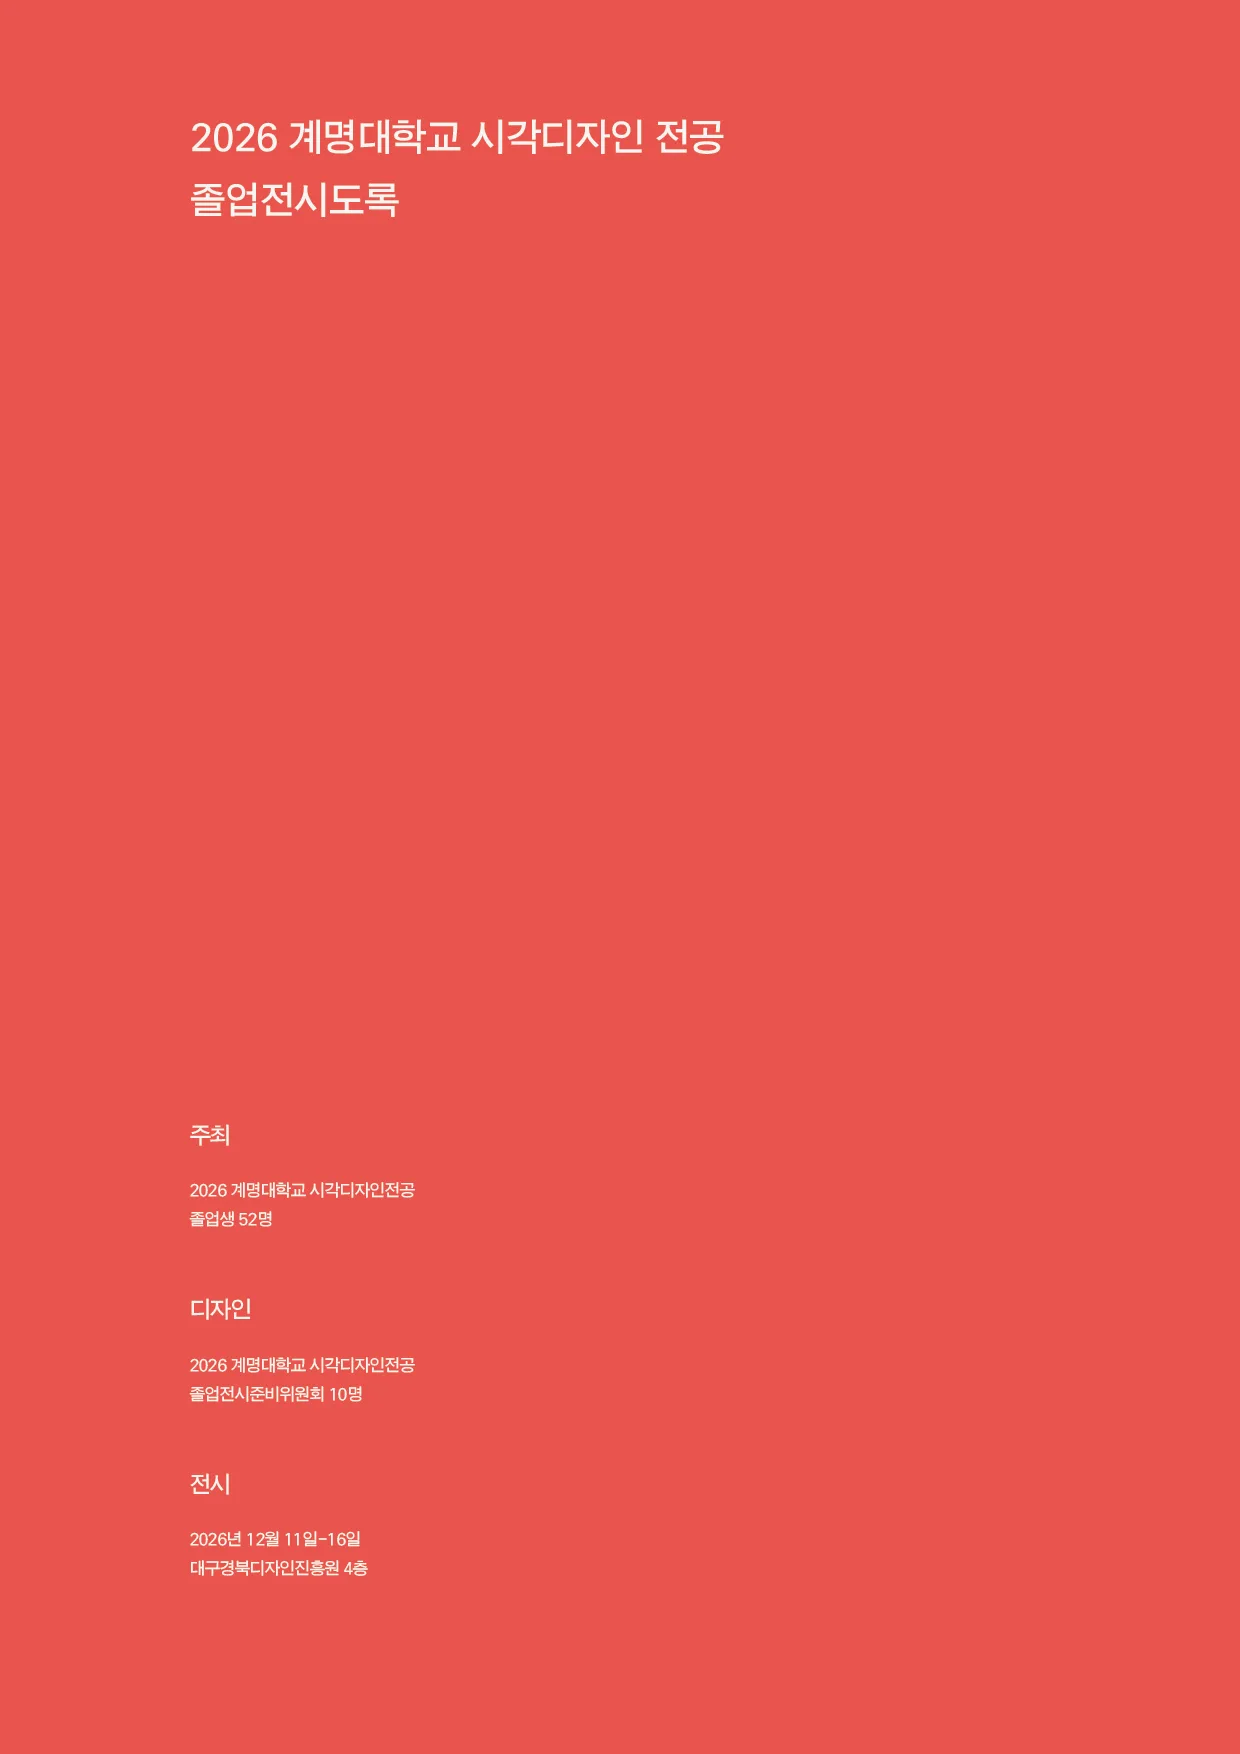 2026 계명대학교 시각디자인 전공
졸업전시도록
주최
2026 계명대학교 시각디자인전공
졸업생 52명
디자인
2026 계명대학교 시각디자인전공
졸업전시준비위원회 10명
전시
2026년 12월 11일-16일
대구경북디자인진흥원 4층